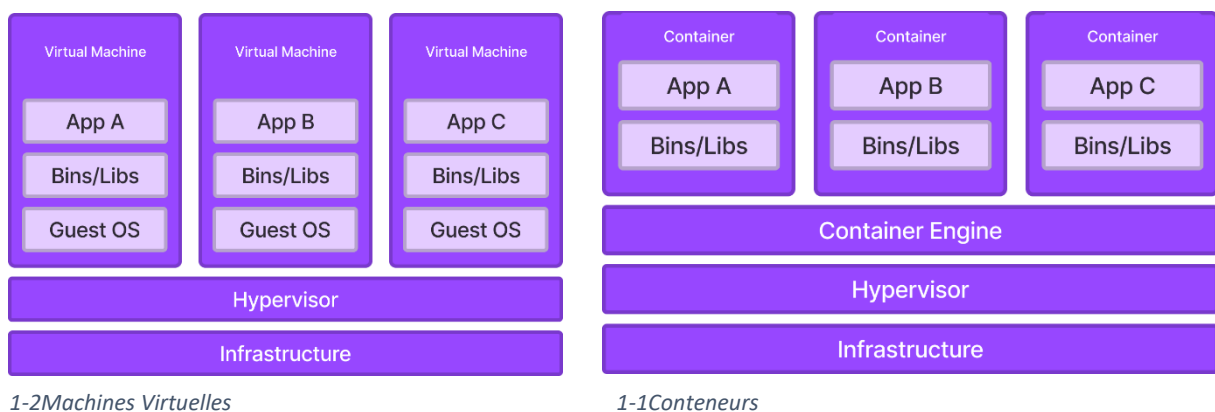 Virtual Machine
App A
Bins/Libs
Guest OS
Virtual Machine
App B
Bins/Libs
Guest OS
Virtual Machine
App C
Bins/Libs
Guest OS
Hypervisor
Infrastructure
1-2Machines Virtuelles
Container
App A
Bins/Libs
Container
App B
Bins/Libs
Container
App C
Bins/Libs
Container Engine
Hypervisor
Infrastructure
1-1Conteneurs